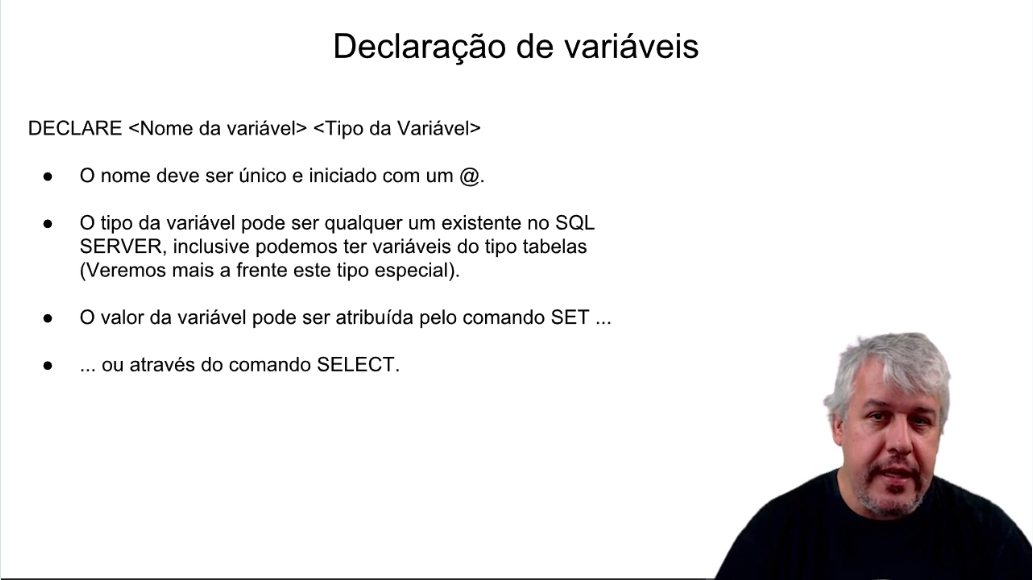 Declaração de variáveis
DECLARE <Nome da variável> <Tipo da Variável>
● O nome deve ser único e iniciado com um @.
● O tipo da variável pode ser qualquer um existente no SQL
SERVER, inclusive podemos ter variáveis do tipo tabelas
(Veremos mais a frente este tipo especial).
● O valor da variável pode ser atribuída pelo comando SET ...
● ... ou através do comando SELECT.